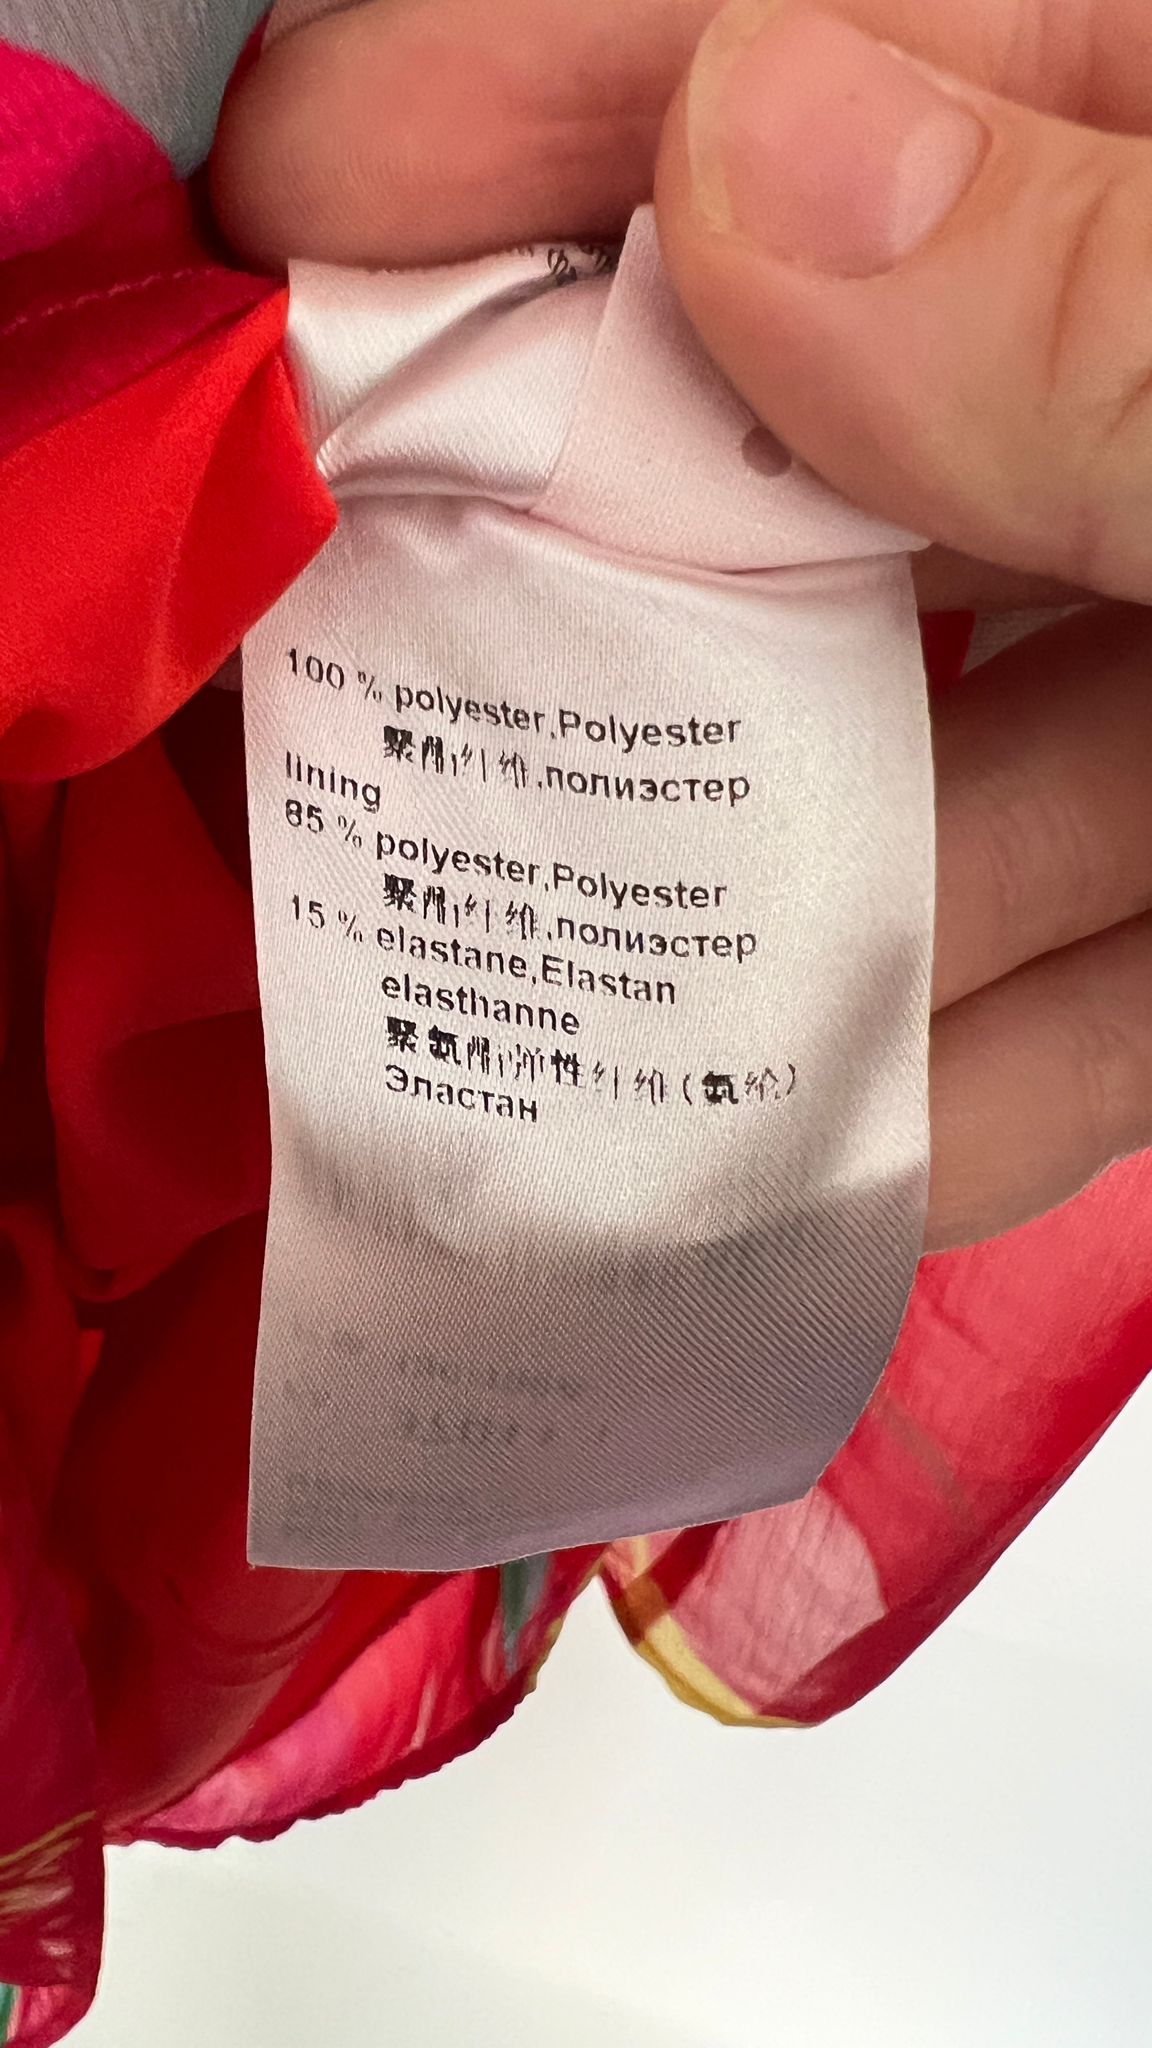 100 % polyester,Polyester
聚酯纤维,полиэстер
lining
85 % polyester,Polyester
聚酯纤维,полиэстер
15 % elastane,Elastan
elasthanne
聚氨酯弹性纤维(氨纶)
Эластан